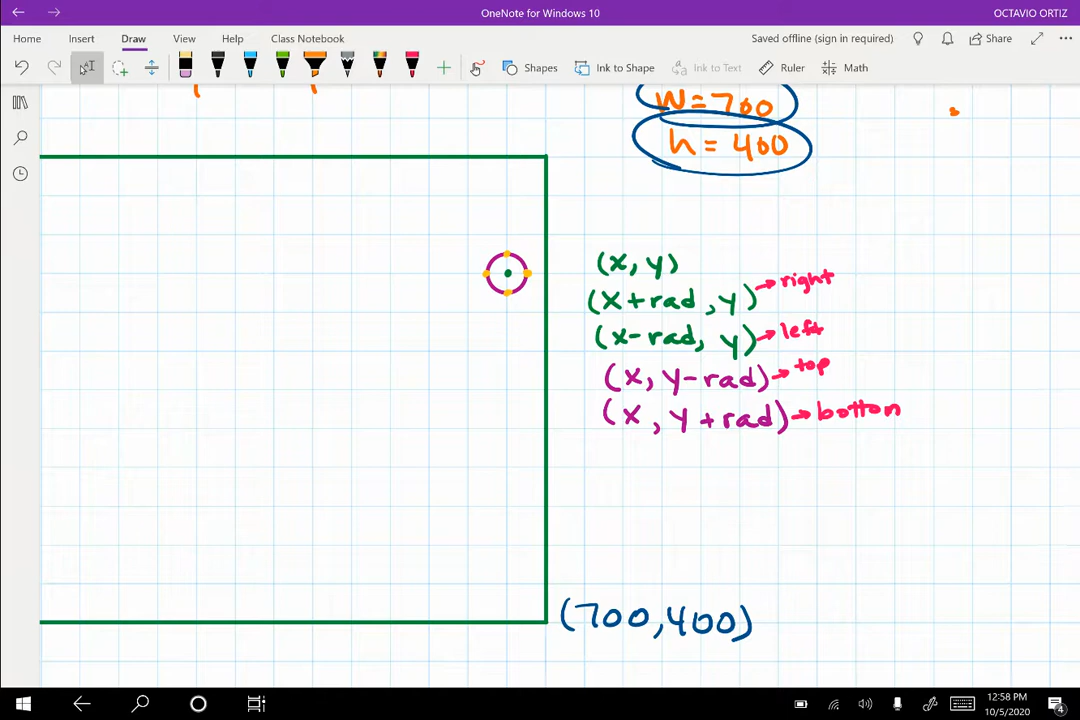 OneNote for Windows 10
OCTAVIO ORTIZ
Home Insert Draw View Help Class Notebook
Saved offline (sign in required) Share
Shapes Ink to Shape Ink to Text Ruler Math
w = 700
h = 400
(x, y)
(x+rad, y) → right
(x-rad, y) → left
(x, y-rad) → top
(x, y+rad) → bottom
(700,400)
12:58 PM
10/5/2020
4